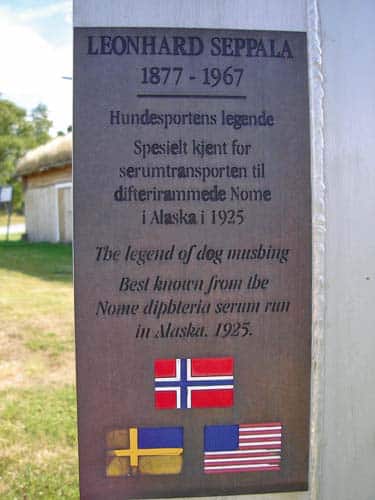 LEONHARD SEPPALA
1877 - 1967
Hundesportens legende
Spesielt kjent for
serumtransporten til
difterirammede Nome
i Alaska i 1925
The legend of dog mushing
Best known from the
Nome diphteria serum run
in Alaska, 1925.